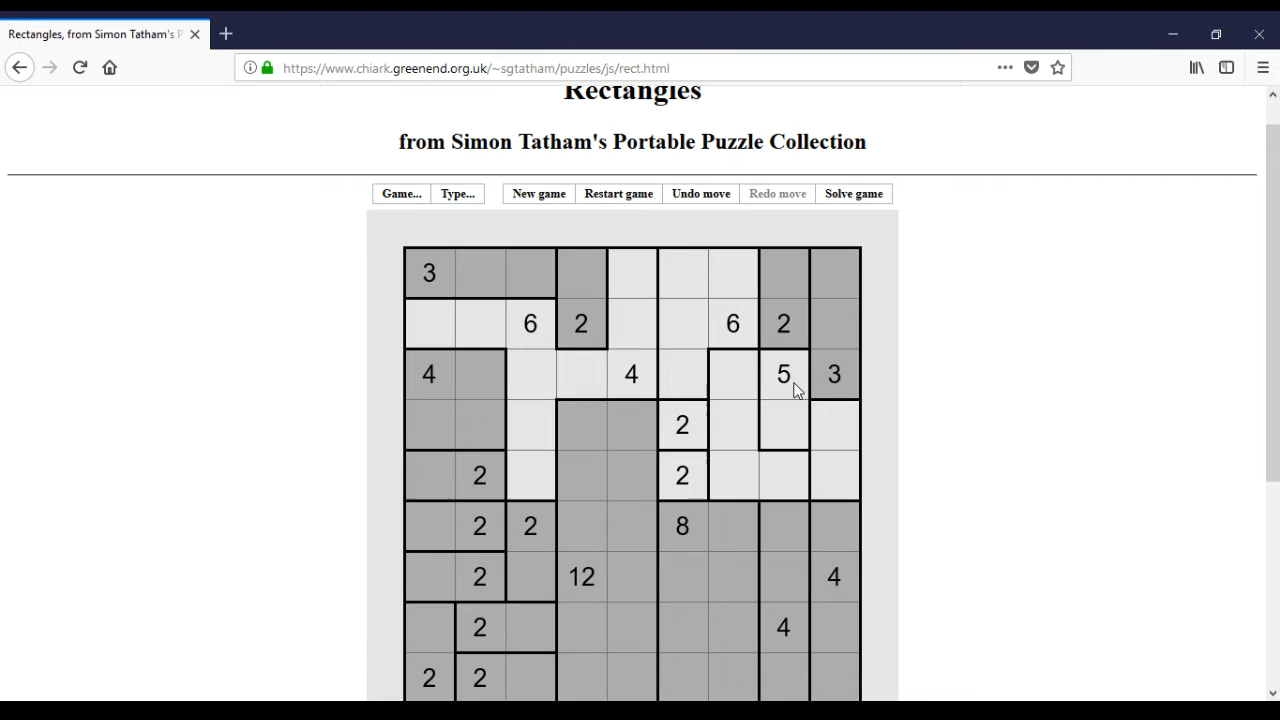 Rectangles, from Simon Tatham's P
https://www.chiark.greenend.org.uk/~sgtatham/puzzles/js/rect.html
Rectangles
from Simon Tatham's Portable Puzzle Collection
Game... Type... New game Restart game Undo move Redo move Solve game
3
6 2 6 2
4 4 5 3
2
2 2
2 2 8
2 12 4
2 4
2 2